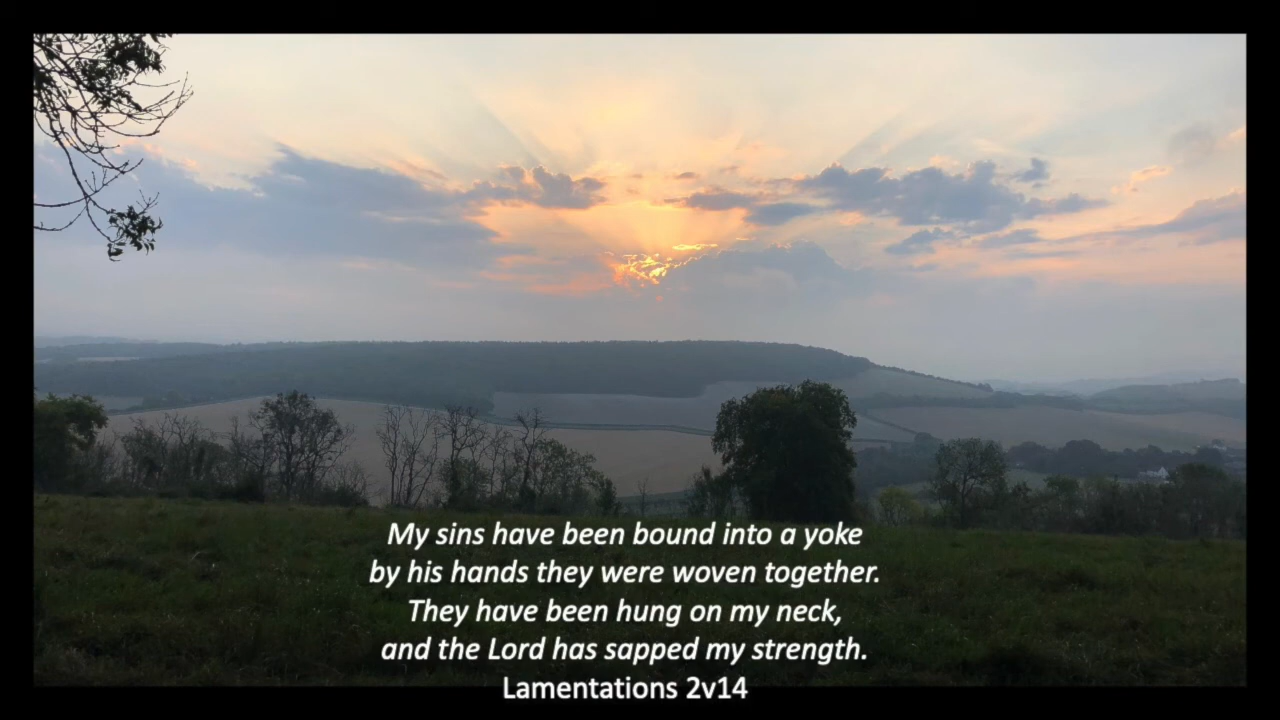 My sins have been bound into a yoke
by his hands they were woven together.
They have been hung on my neck,
and the Lord has sapped my strength.
Lamentations 2v14